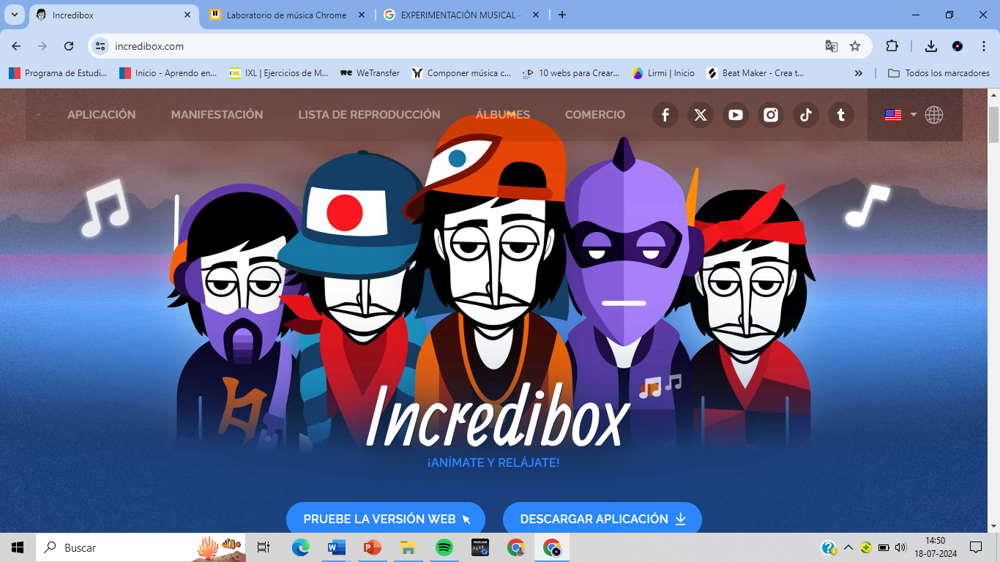 Incredibox
Laboratorio de música Chrome
EXPERIMENTACIÓN MUSICAL -
incredibox.com
Programa de Estudi...
Inicio - Aprendo en...
IXL | Ejercicios de M...
WeTransfer
Componer música c...
10 webs para Crear...
Lirmi | Inicio
Beat Maker - Crea t...
Todos los marcadores
APLICACIÓN
MANIFESTACIÓN
LISTA DE REPRODUCCIÓN
ÁLBUMES
COMERCIO
Incredibox
¡ANÍMATE Y RELÁJATE!
PRUEBE LA VERSIÓN WEB
DESCARGAR APLICACIÓN
Buscar
TASCAM
14:50
18-07-2024